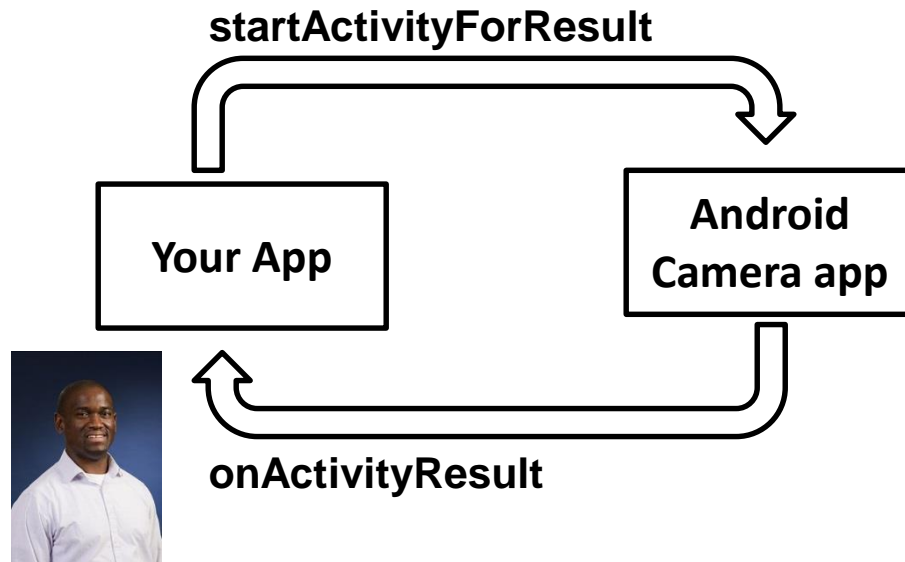 startActivityForResult
Your App
Android
Camera app
onActivityResult